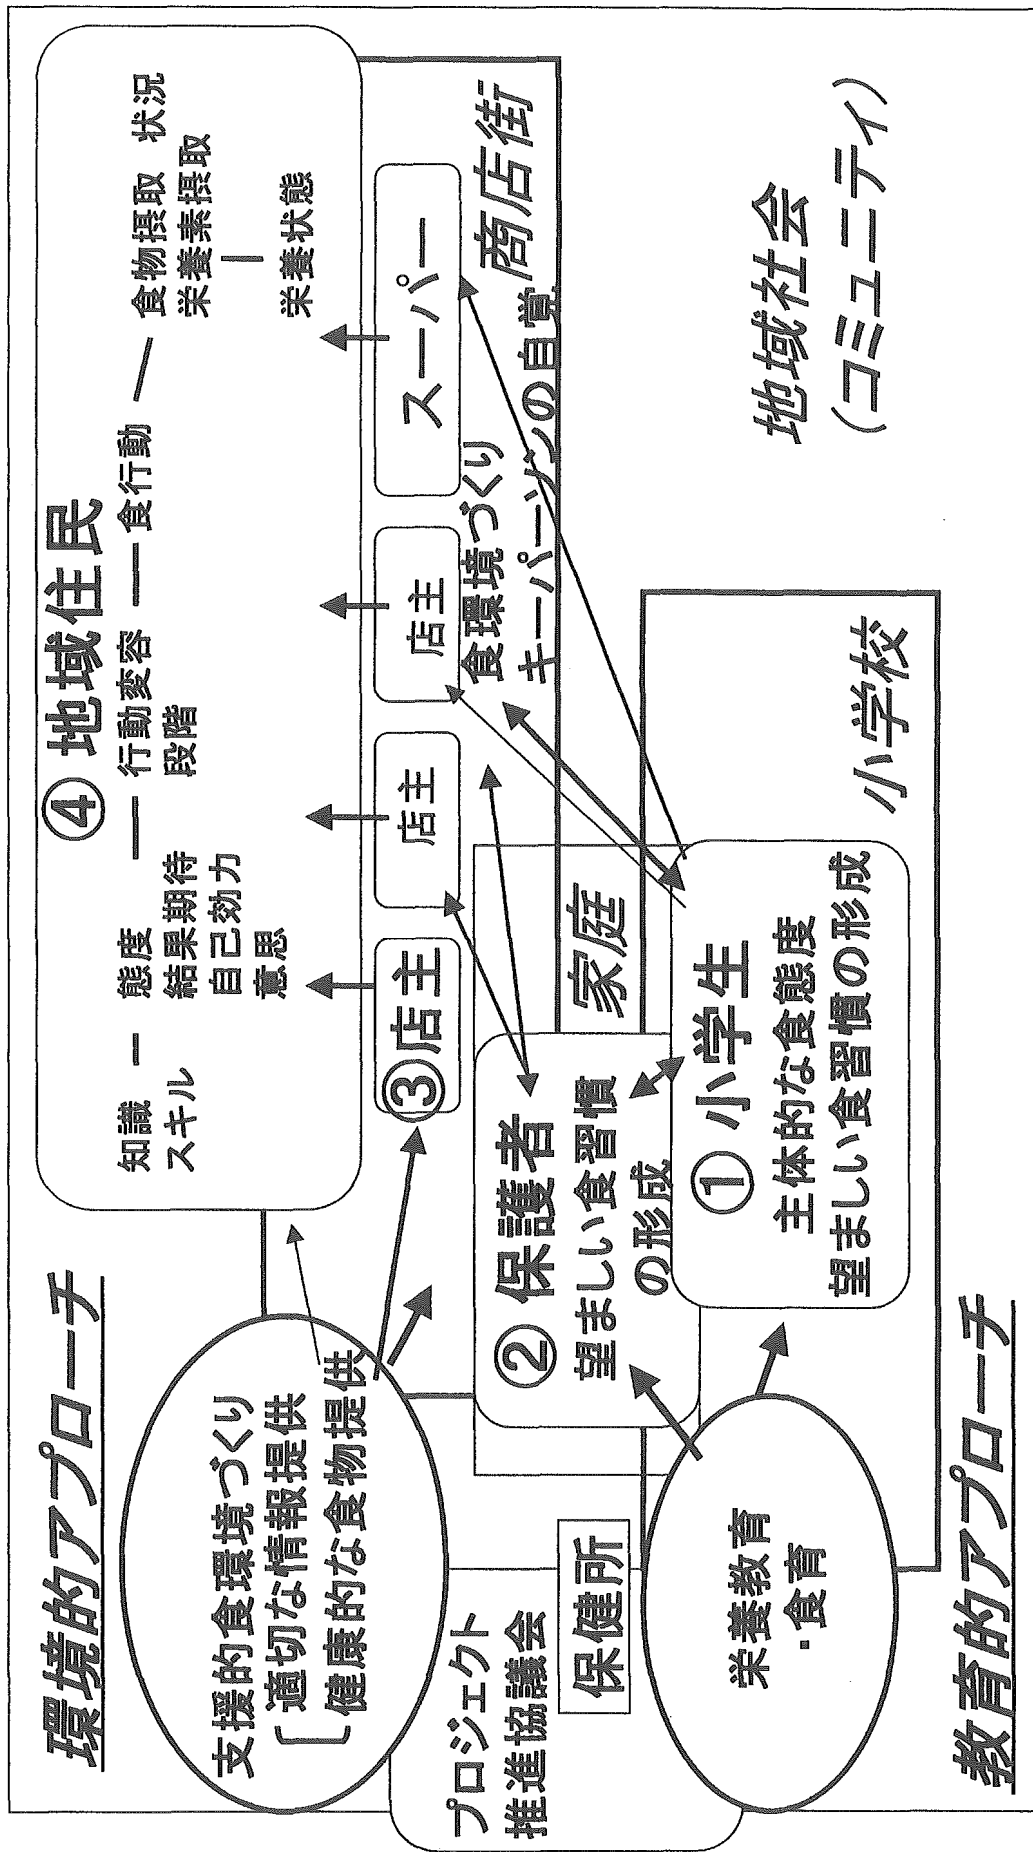 環境的アプローチ
支援的食環境づくり
適切な情報提供
健康的な食物提供
プロジェクト
推進協議会
保健所
栄養教育
・食育
教育的アプローチ
④地域住民
知識
スキル
態度
結果期待
自己効力
意思
行動変容
段階
食行動
食物摂取 状況
栄養素摂取
栄養状態
③店主
店主
店主
スーパー
商店街
食環境づくり
キーパーソンの自覚
②保護者
望ましい食習慣
の形成
家庭
①小学生
主体的な食態度
望ましい食習慣の形成
小学校
地域社会
(コミュニティ)